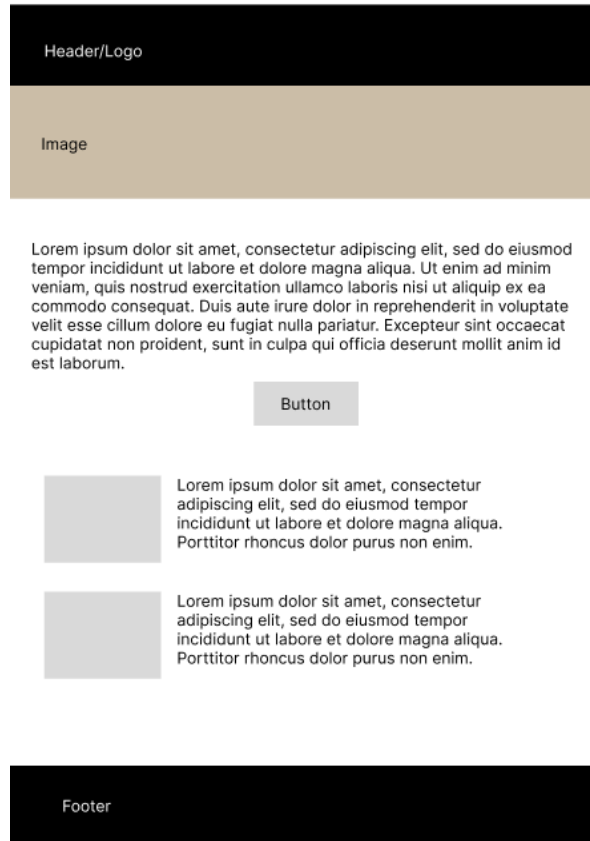 Header/Logo
Image
Lorem ipsum dolor sit amet, consectetur adipiscing elit, sed do eiusmod
tempor incididunt ut labore et dolore magna aliqua. Ut enim ad minim
veniam, quis nostrud exercitation ullamco laboris nisi ut aliquip ex ea
commodo consequat. Duis aute irure dolor in reprehenderit in voluptate
velit esse cillum dolore eu fugiat nulla pariatur. Excepteur sint occaecat
cupidatat non proident, sunt in culpa qui officia deserunt mollit anim id
est laborum.
Button
Lorem ipsum dolor sit amet, consectetur
adipiscing elit, sed do eiusmod tempor
incididunt ut labore et dolore magna aliqua.
Porttitor rhoncus dolor purus non enim.
Lorem ipsum dolor sit amet, consectetur
adipiscing elit, sed do eiusmod tempor
incididunt ut labore et dolore magna aliqua.
Porttitor rhoncus dolor purus non enim.
Footer